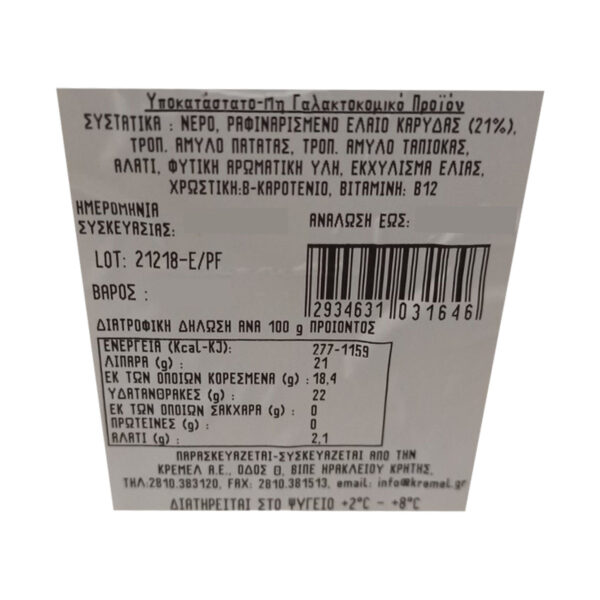 Υποκατάστατο-Μη Γαλακτοκομικό Προϊόν
ΣΥΣΤΑΤΙΚΑ : ΝΕΡΟ, ΡΑΦΙΝΑΡΙΣΜΕΝΟ ΕΛΑΙΟ ΚΑΡΥΔΑΣ (21%),
ΤΡΟΠ. ΑΜΥΛΟ ΠΑΤΑΤΑΣ, ΤΡΟΠ. ΑΜΥΛΟ ΤΑΠΙΟΚΑΣ,
ΑΛΑΤΙ, ΦΥΤΙΚΗ ΑΡΩΜΑΤΙΚΗ ΥΛΗ, ΕΚΧΥΛΙΣΜΑ ΕΛΙΑΣ,
ΧΡΩΣΤΙΚΗ:Β-ΚΑΡΟΤΕΝΙΟ, ΒΙΤΑΜΙΝΗ: Β12
ΗΜΕΡΟΜΗΝΙΑ
ΣΥΣΚΕΥΑΣΙΑΣ:
ΑΝΑΛΩΣΗ ΕΩΣ:
LOT: 21218-E/PF
ΒΑΡΟΣ :
2934631 031646
ΔΙΑΤΡΟΦΙΚΗ ΔΗΛΩΣΗ ΑΝΑ 100 g ΠΡΟΙΟΝΤΟΣ
ΕΝΕΡΓΕΙΑ (Kcal-KJ): 277-1159
ΛΙΠΑΡΑ (g) : 21
ΕΚ ΤΩΝ ΟΠΟΙΩΝ ΚΟΡΕΣΜΕΝΑ (g) : 18,4
ΥΔΑΤΑΝΘΡΑΚΕΣ (g) : 22
ΕΚ ΤΩΝ ΟΠΟΙΩΝ ΣΑΚΧΑΡΑ (g) : 0
ΠΡΩΤΕΙΝΕΣ (g) : 0
ΑΛΑΤΙ (g) : 2,1
ΠΑΡΑΣΚΕΥΑΖΕΤΑΙ-ΣΥΣΚΕΥΑΖΕΤΑΙ ΑΠΟ ΤΗΝ
ΚΡΕΜΕΛ Α.Ε., ΟΔΟΣ Θ, ΒΙΠΕ ΗΡΑΚΛΕΙΟΥ ΚΡΗΤΗΣ,
ΤΗΛ.2810.383120, FAX: 2810.381513, email: info@kremel.gr
ΔΙΑΤΗΡΕΙΤΑΙ ΣΤΟ ΨΥΓΕΙΟ +2°C - +8°C